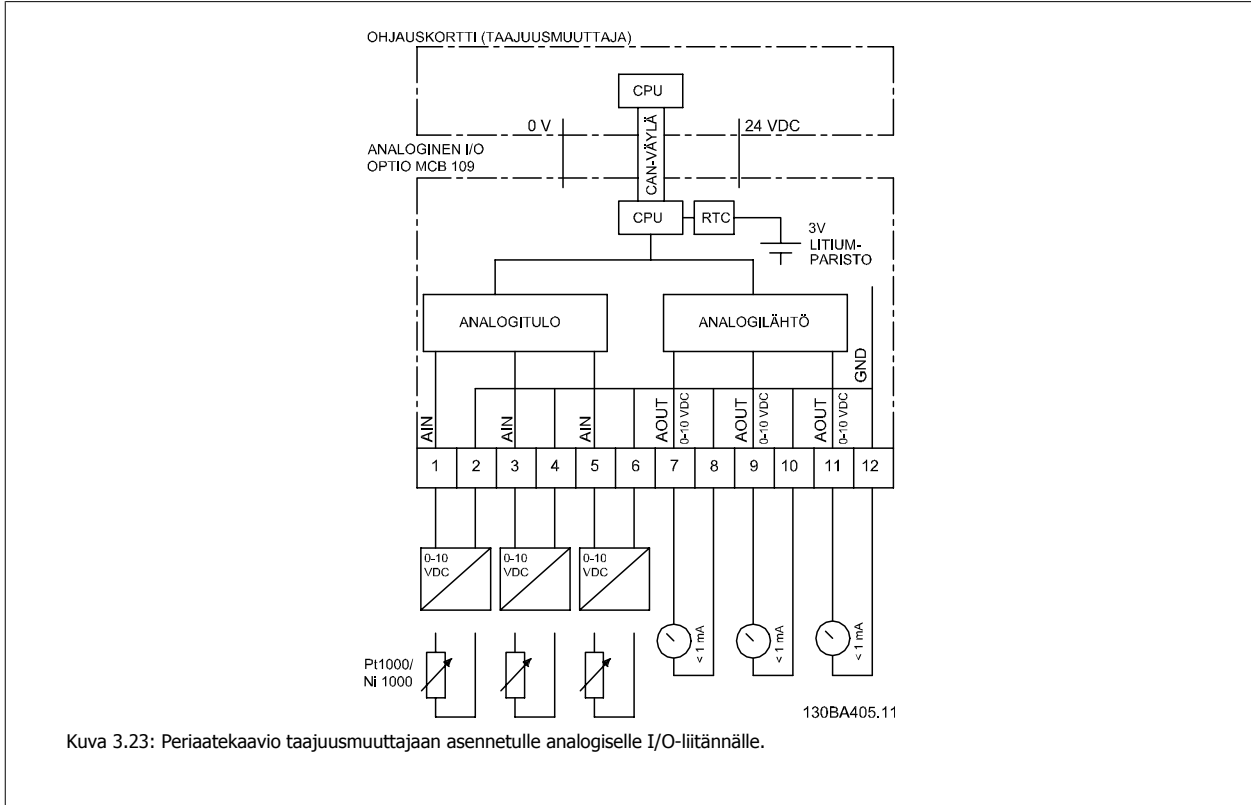 OHJAUSKORTTI (TAAJUUSMUUTTAJA)
CPU
0 V
24 VDC
CAN-VÄYLÄ
ANALOGINEN I/O
OPTIO MCB 109
CPU
RTC
3V
LITIUM-
PARISTO
ANALOGITULO
ANALOGILÄHTÖ
GND
AIN
AIN
AIN
AOUT
0-10 VDC
AOUT
0-10 VDC
AOUT
0-10 VDC
1 2 3 4 5 6 7 8 9 10 11 12
0-10
VDC
0-10
VDC
0-10
VDC
< 1 mA
< 1 mA
< 1 mA
Pt1000/
Ni 1000
130BA405.11
Kuva 3.23: Periaatekaavio taajuusmuuttajaan asennetulle analogiselle I/O-liitännälle.